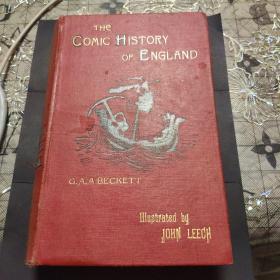 THE
COMIC HISTORY
OF ENGLAND
G. A. A BECKETT
Illustrated by
JOHN LEECH